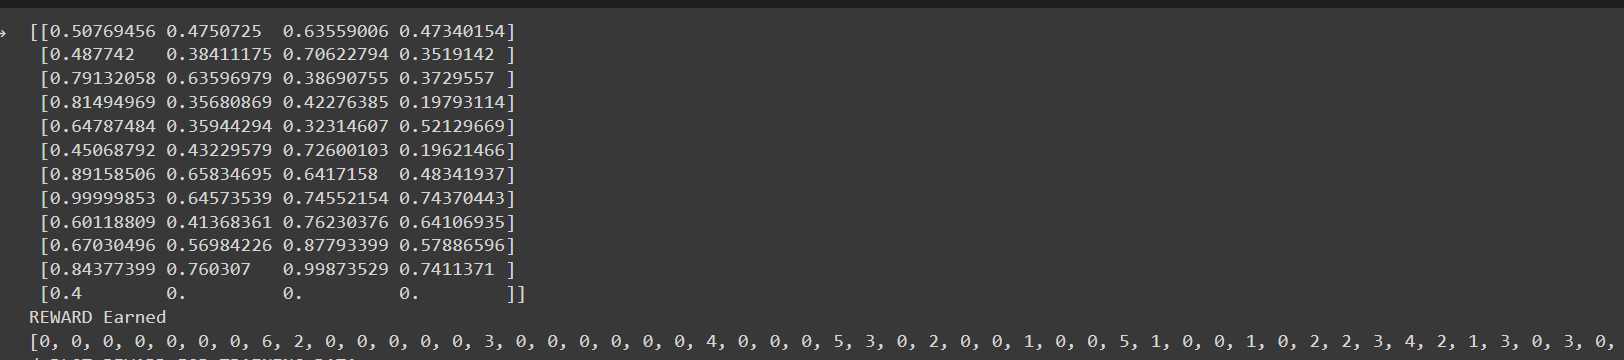 [[0.50769456 0.4750725  0.63559006 0.47340154]
 [0.487742   0.38411175 0.70622794 0.3519142 ]
 [0.79132058 0.63596979 0.38690755 0.3729557 ]
 [0.81494969 0.35680869 0.42276385 0.19793114]
 [0.64787484 0.35944294 0.32314607 0.52129669]
 [0.45068792 0.43229579 0.72600103 0.19621466]
 [0.89158506 0.65834695 0.6417158  0.48341937]
 [0.99999853 0.64573539 0.74552154 0.74370443]
 [0.60118809 0.41368361 0.76230376 0.64106935]
 [0.67030496 0.56984226 0.87793399 0.57886596]
 [0.84377399 0.760307   0.99873529 0.7411371 ]
 [0.4        0.         0.         0.        ]]
REWARD Earned
[0, 0, 0, 0, 0, 0, 0, 6, 2, 0, 0, 0, 0, 0, 3, 0, 0, 0, 0, 0, 0, 4, 0, 0, 0, 5, 3, 0, 2, 0, 0, 1, 0, 0, 5, 1, 0, 0, 1, 0, 2, 2, 3, 4, 2, 1, 3, 0, 3, 0,